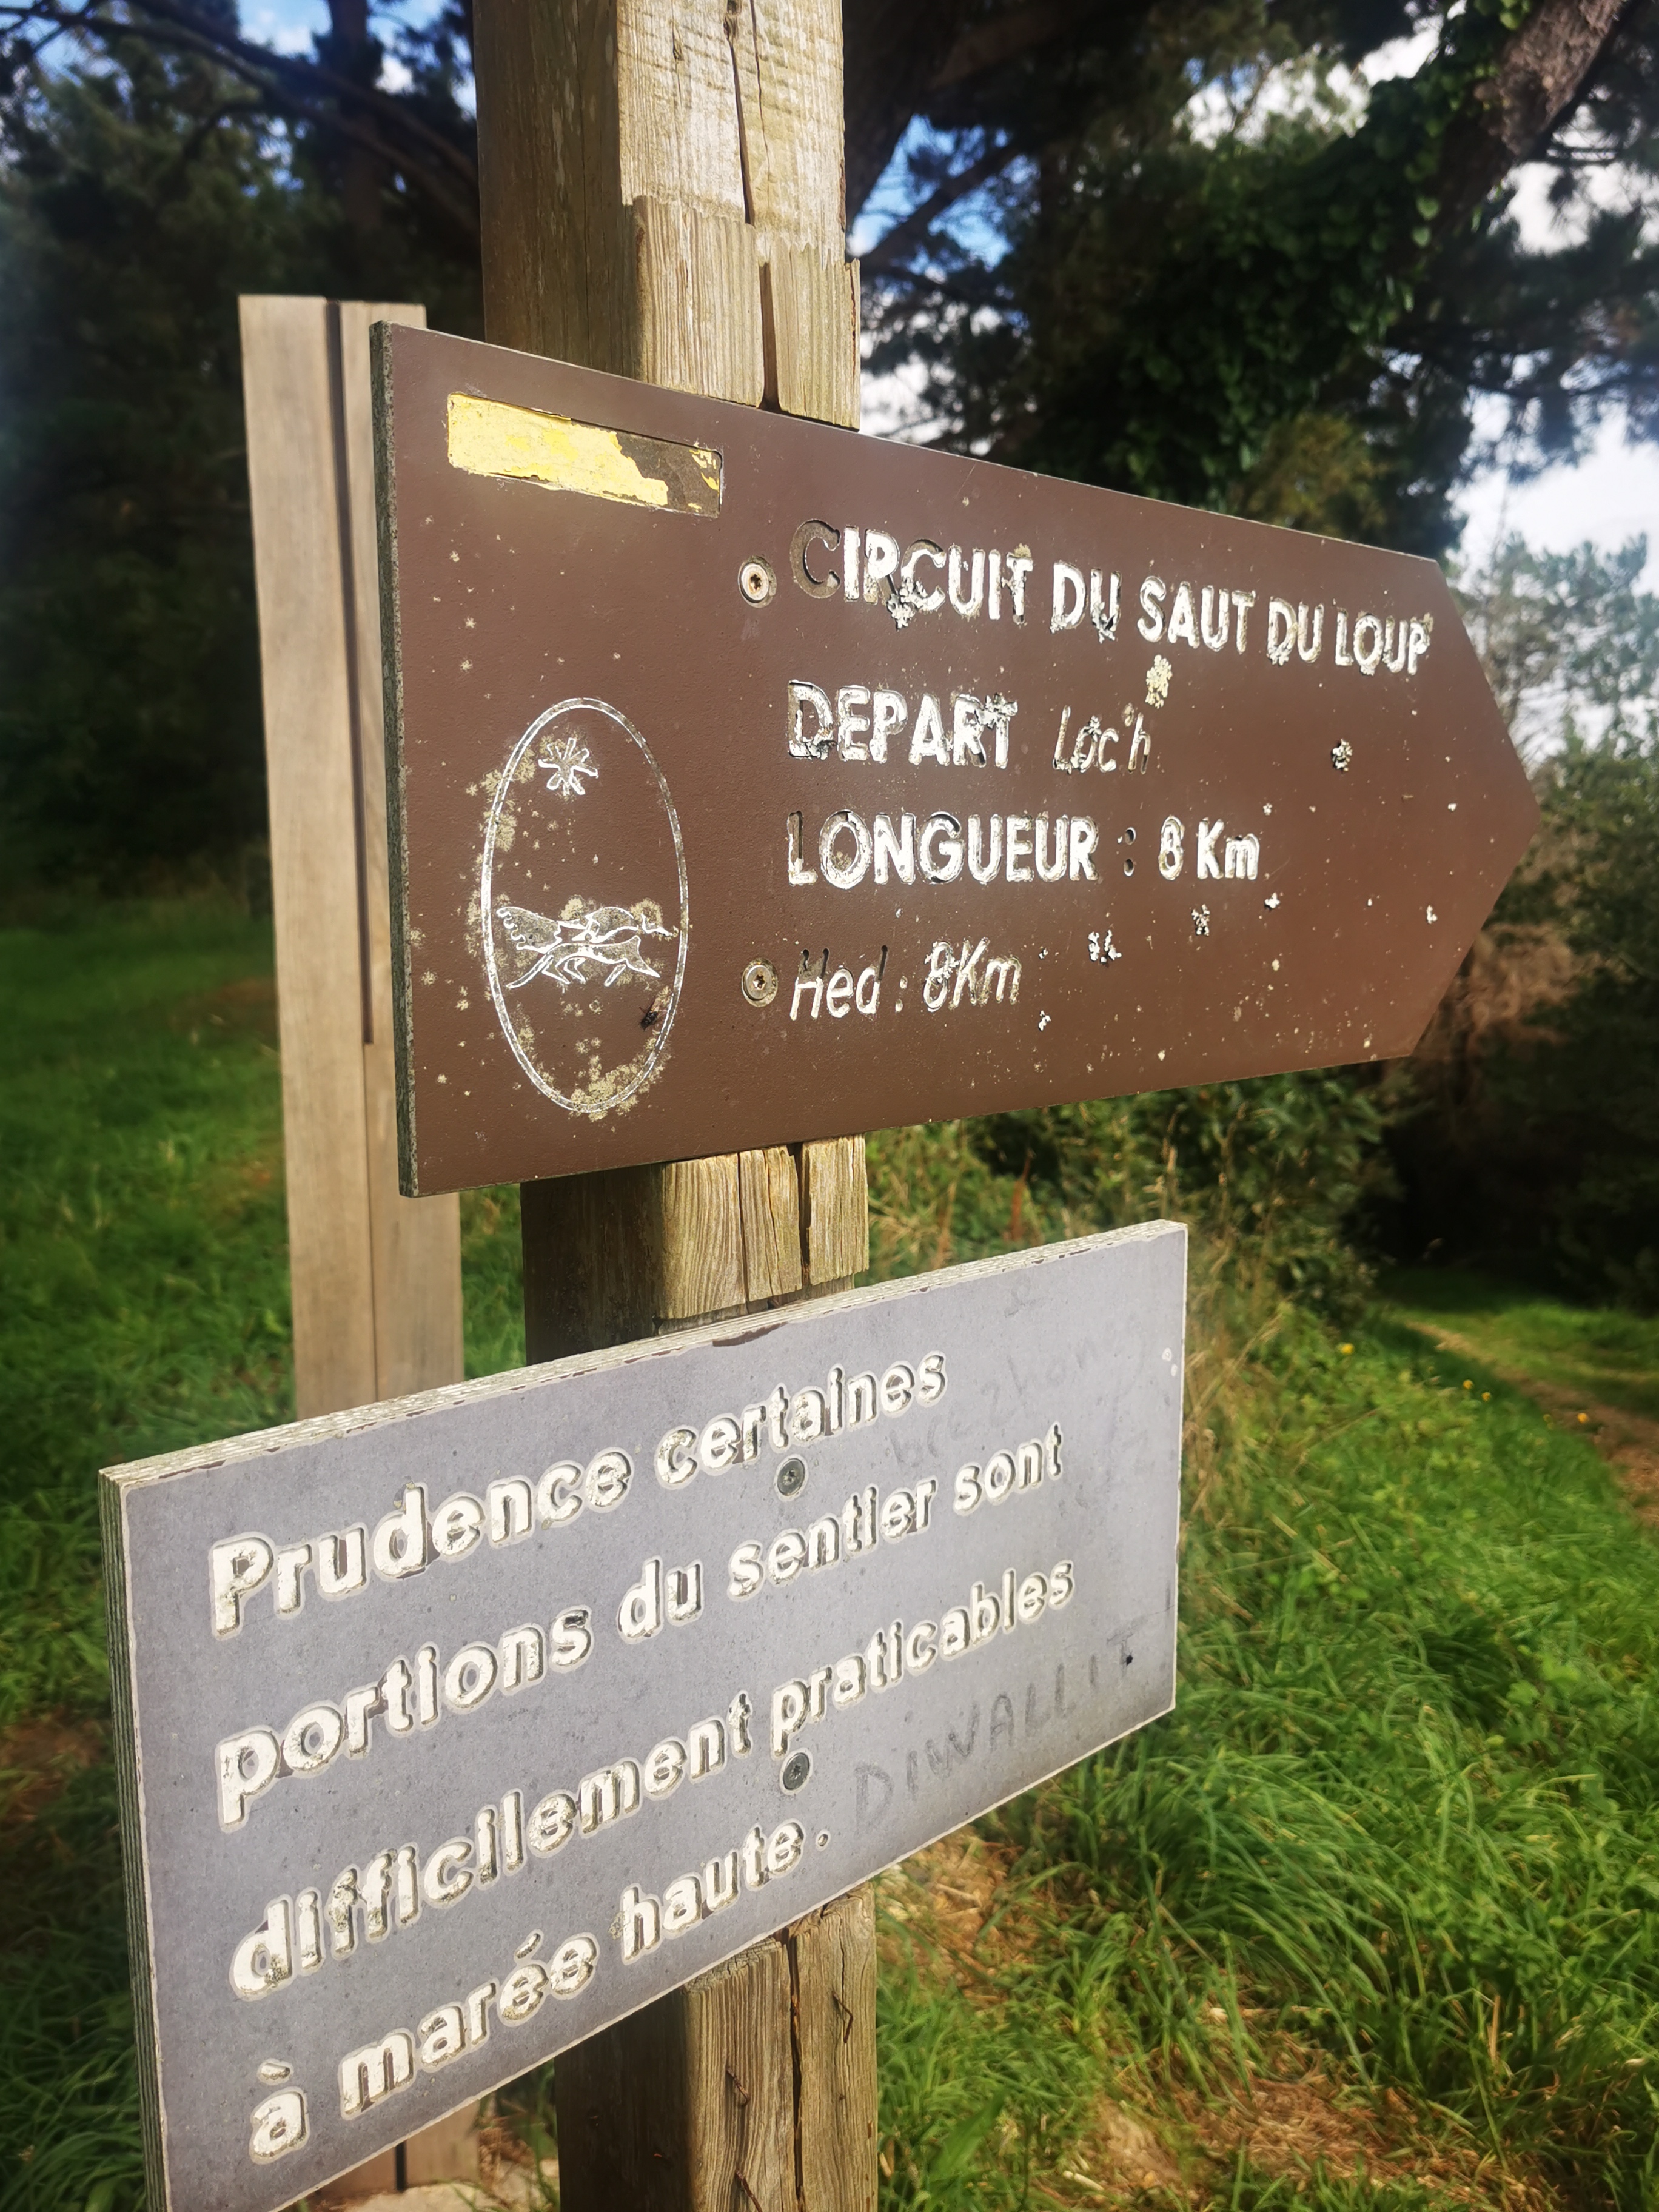 CIRCUIT DU SAUT DU LOUP
DEPART Loc'h
LONGUEUR : 8 Km
Hed : 8Km
Prudence certaines
portions du sentier sont
difficilement praticables
à marée haute.
DIWALLIT